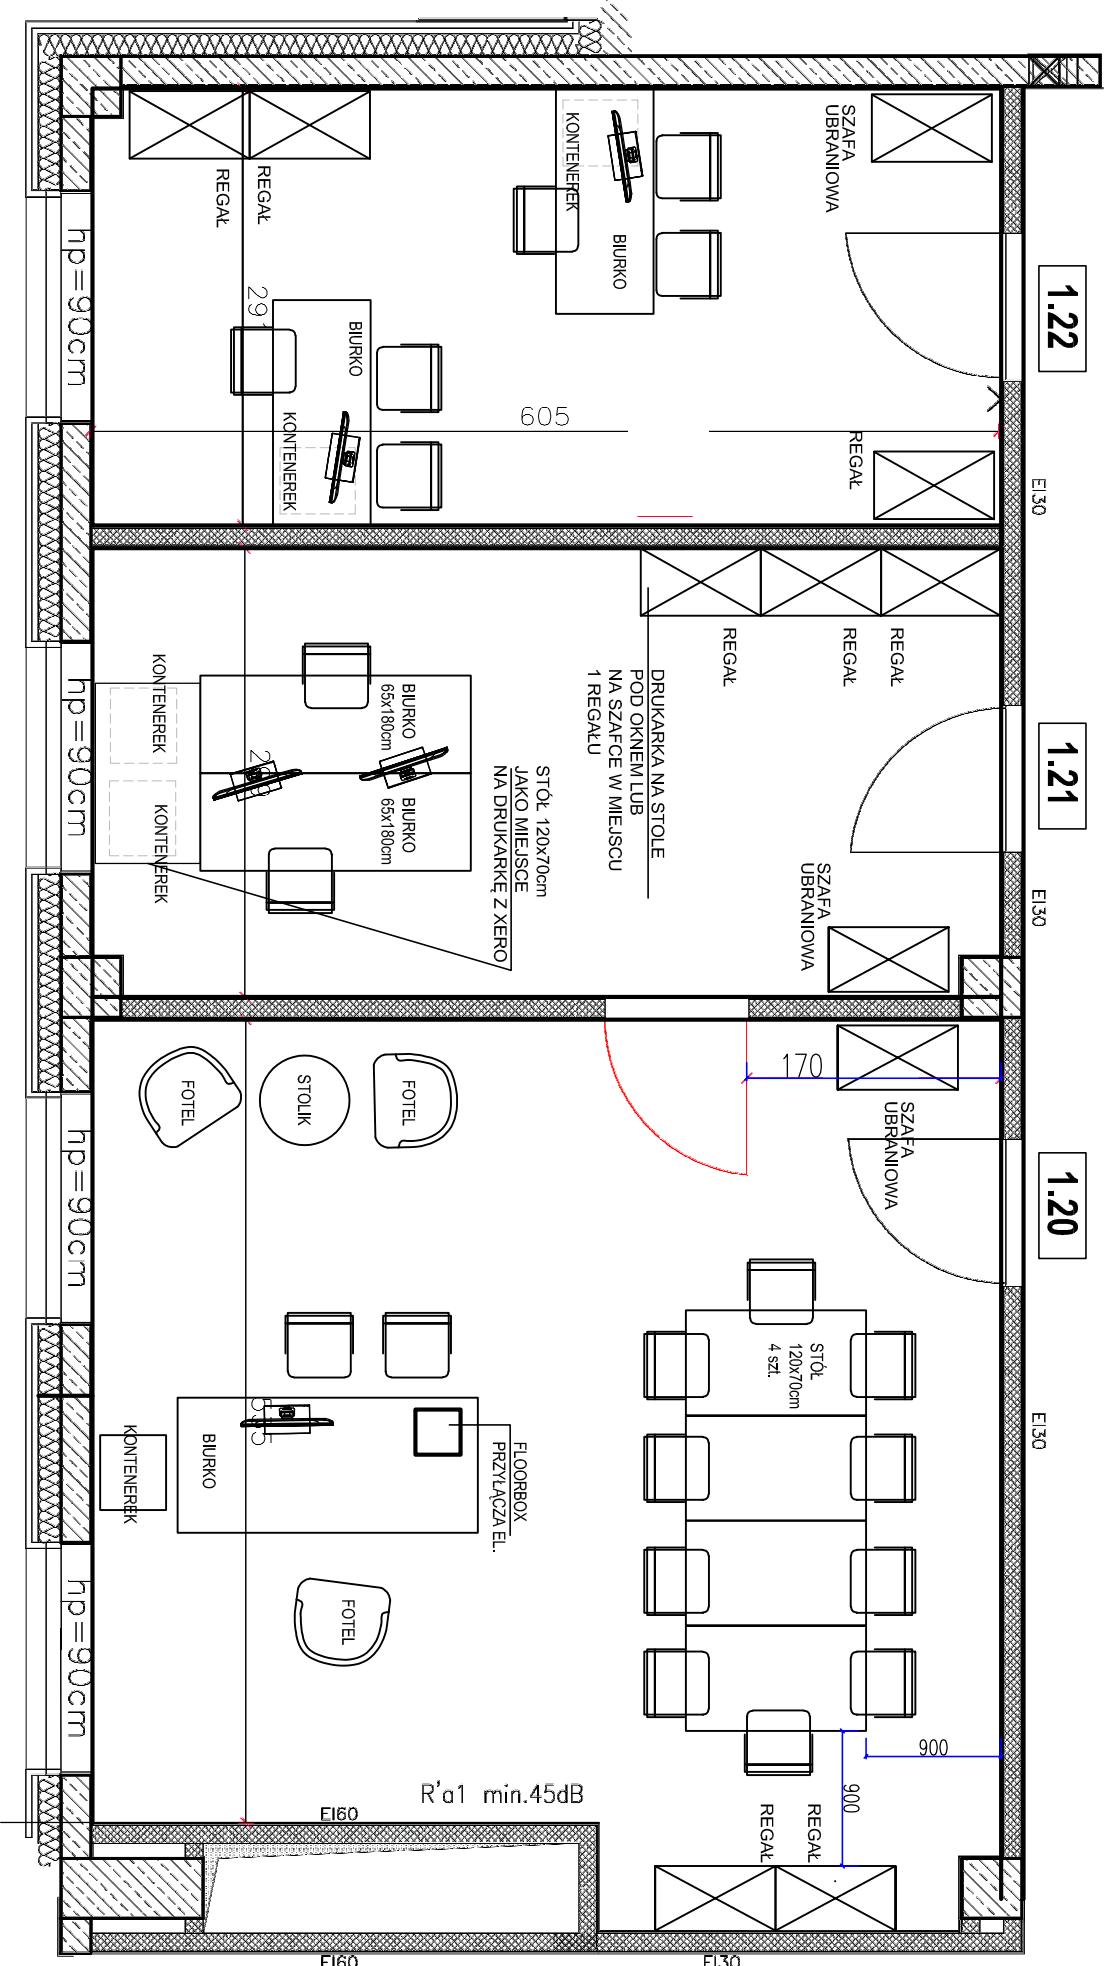 1.22
SZAFA
UBRANIOWA
KONTENEREK
BIURKO
REGAŁ
REGAŁ
hp=90cm
BIURKO
KONTENEREK
605
REGAŁ
EI30
1.21
REGAŁ
REGAŁ
REGAŁ
DRUKARKA NA STOLE
POD OKNEM LUB
NA SZAFCE W MIEJSCU
1 REGAŁU
STÓŁ 120x70cm
JAKO MIEJSCE
NA DRUKARKĘ Z XERO
BIURKO
65x180cm
BIURKO
65x180cm
KONTENEREK
KONTENEREK
hp=90cm
SZAFA
UBRANIOWA
EI30
1.20
170
SZAFA
UBRANIOWA
FOTEL
STOLIK
FOTEL
hp=90cm
STÓŁ
120x70cm
4 szt.
EI30
FLOORBOX
PRZYŁĄCZA EL.
BIURKO
535
KONTENEREK
FOTEL
hp=90cm
900
900
R'a1 min.45dB
EI60
REGAŁ
REGAŁ
EI60
EI30